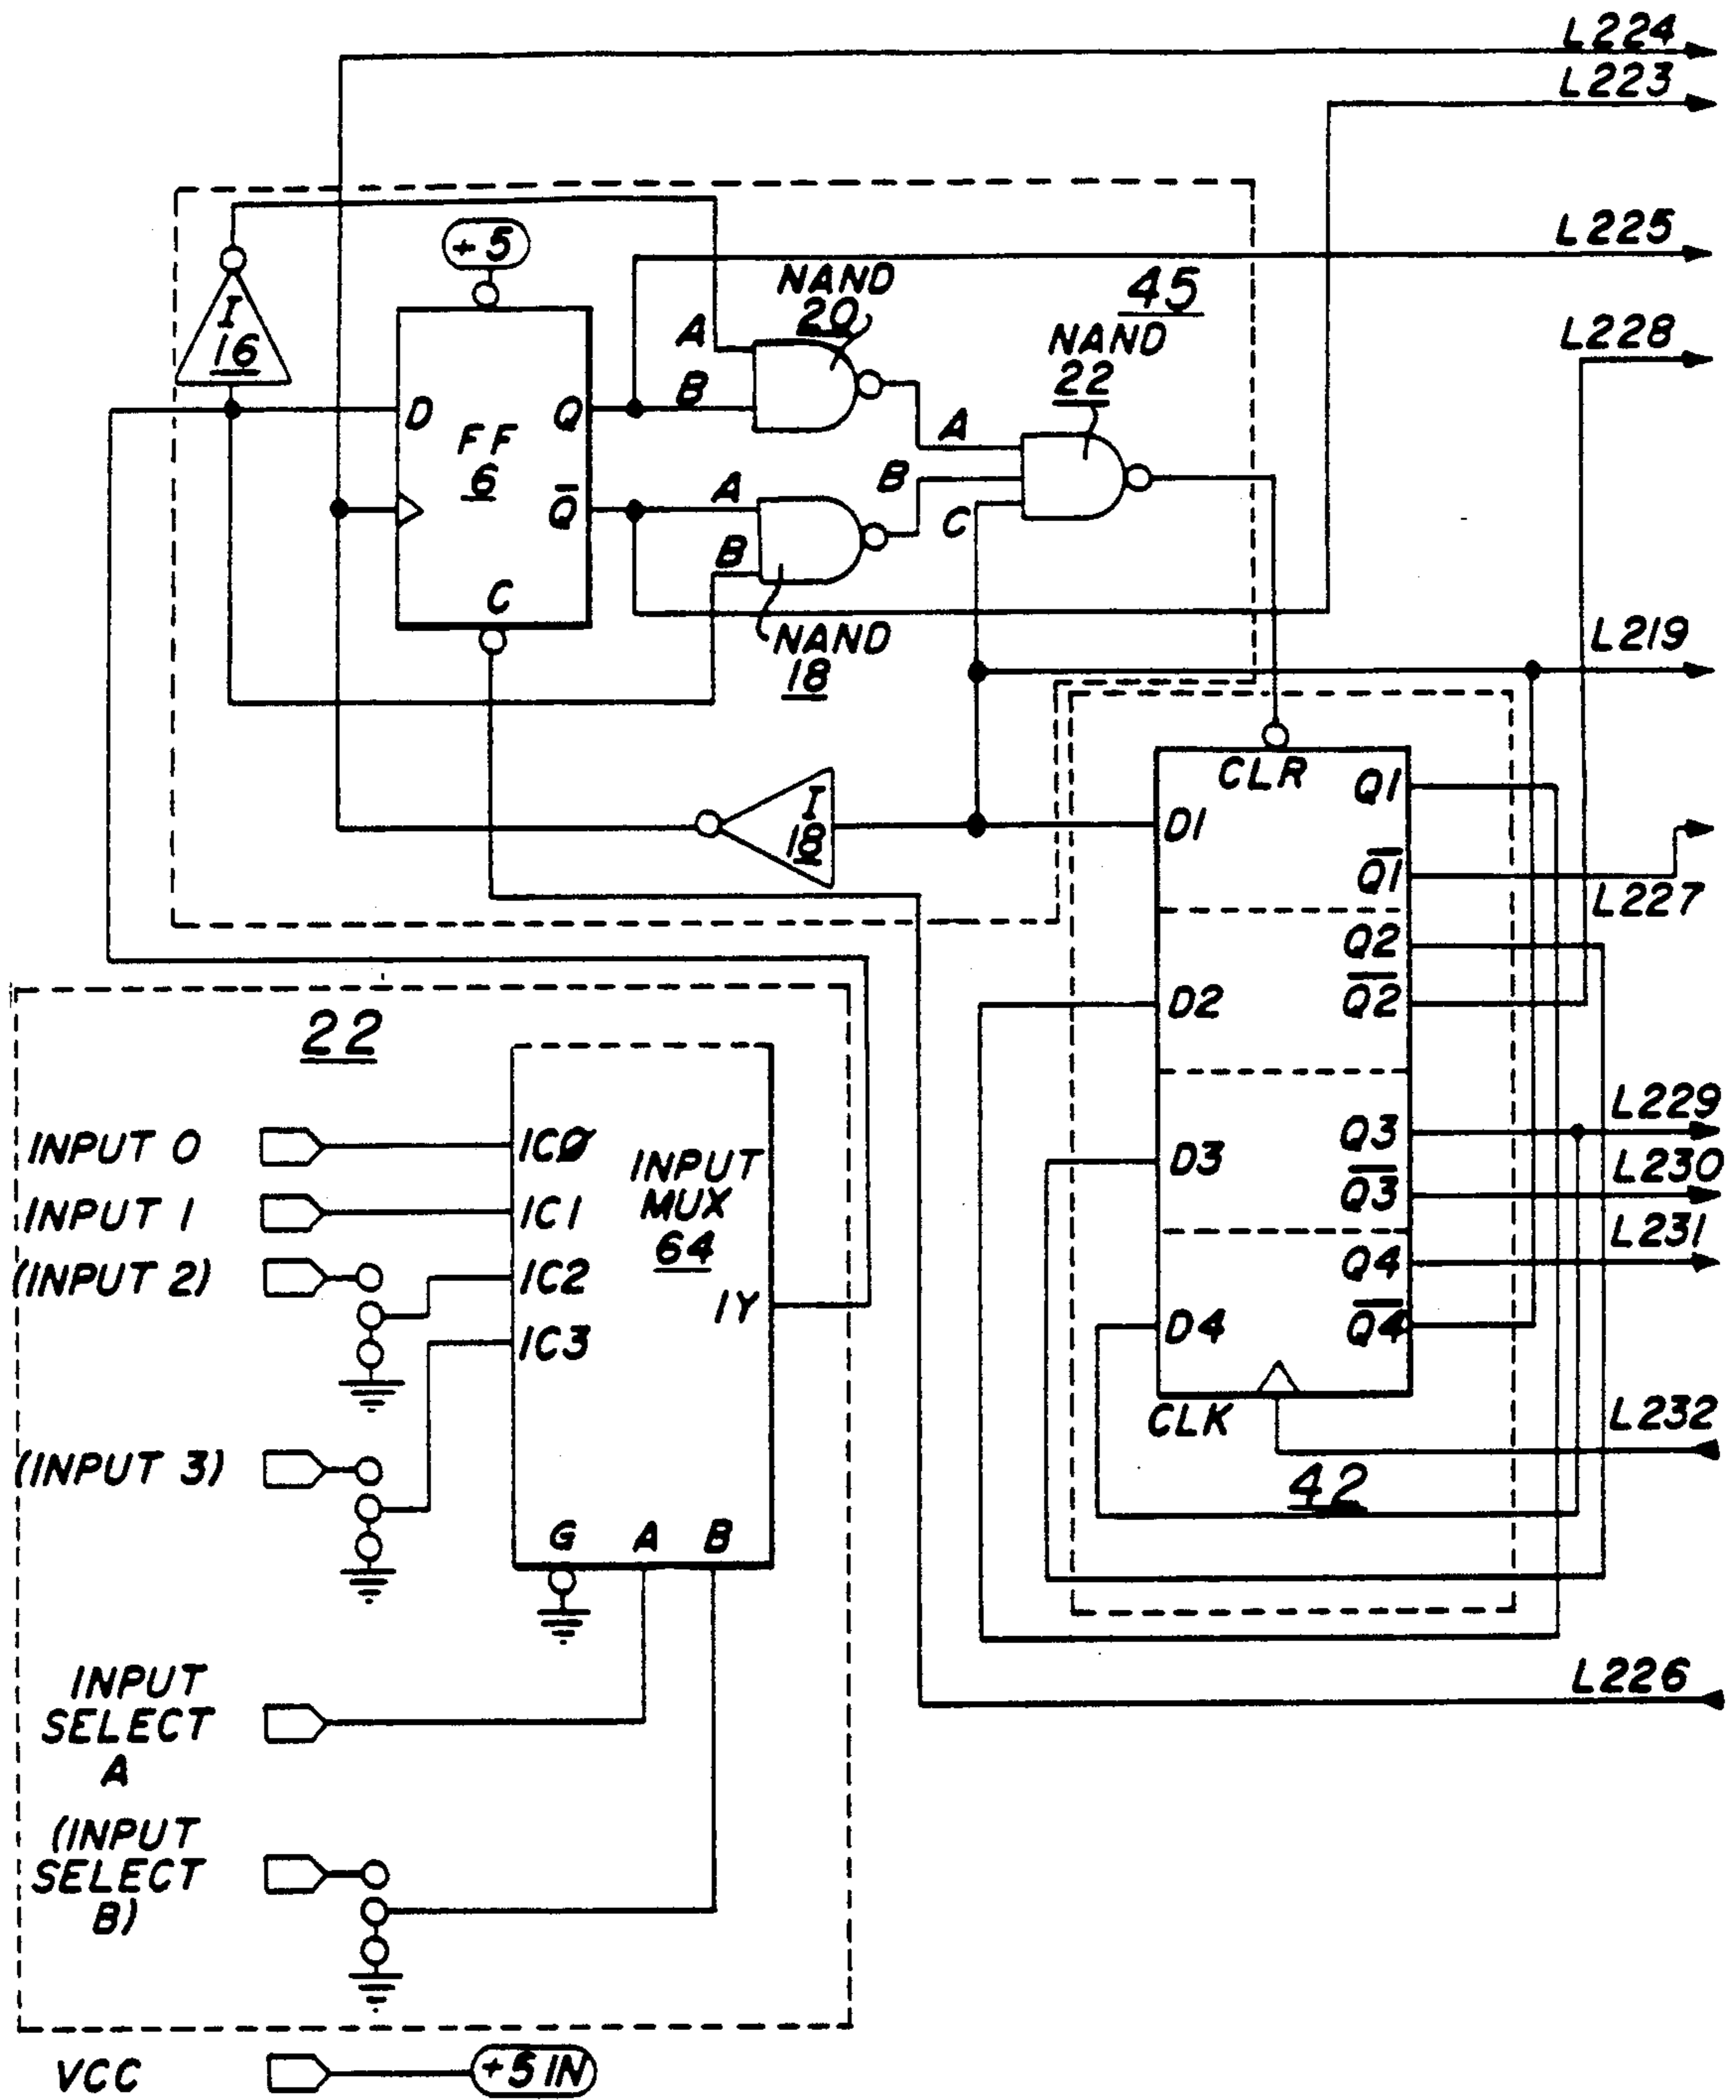 L224
L223
L225
L228
+5
NAND
20
45
NAND
22
I
16
A
B
A
D
FF
6
Q
Q̅
A
B
B
C
C
NAND
18
L219
I
18
CLR
D1
Q1
Q̅1̅
L227
Q2
D2
Q̅2̅
22
INPUT 0
IC0
INPUT
MUX
64
INPUT 1
IC1
(INPUT 2)
IC2
IY
IC3
(INPUT 3)
G
A
B
D3
Q3
L229
Q̅3̅
L230
Q4
L231
D4
Q̅4̅
CLK
L232
42
INPUT
SELECT
A
L226
(INPUT
SELECT
B)
VCC
+5 IN